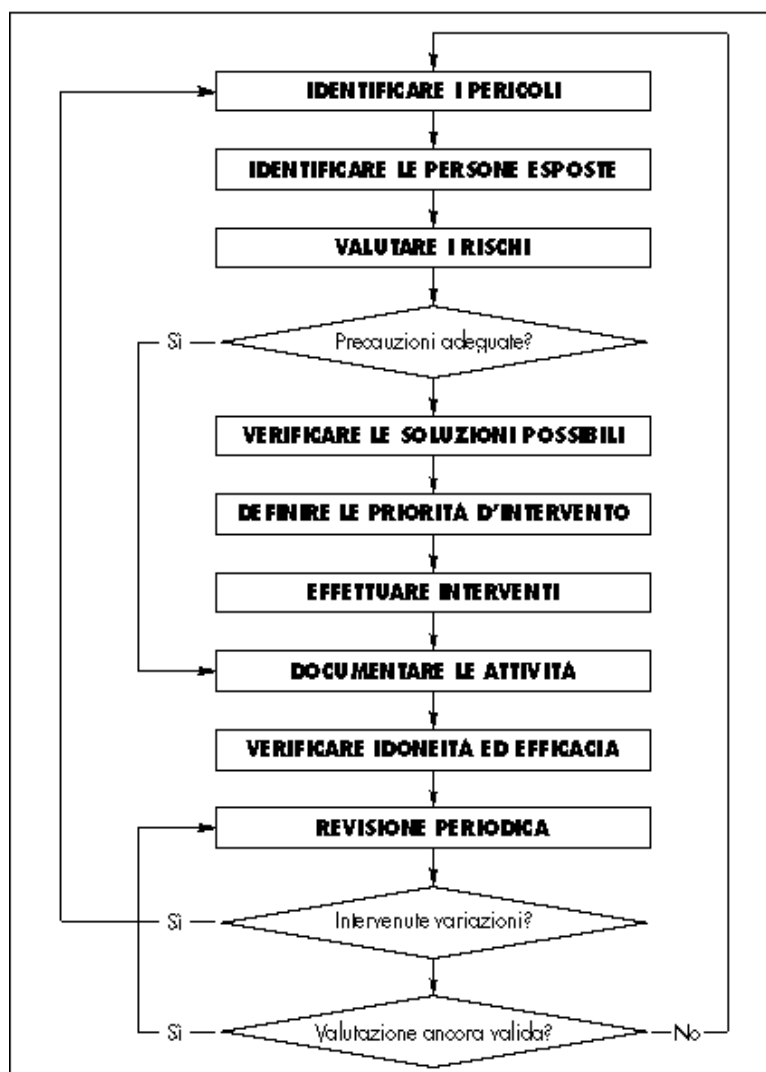 IDENTIFICARE I PERICOLI
IDENTIFICARE LE PERSONE ESPOSTE
VALUTARE I RISCHI
Sì
Precauzioni adeguate?
VERIFICARE LE SOLUZIONI POSSIBILI
DEFINIRE LE PRIORITÀ D'INTERVENTO
EFFETTUARE INTERVENTI
DOCUMENTARE LE ATTIVITÀ
VERIFICARE IDONEITÀ ED EFFICACIA
REVISIONE PERIODICA
Sì
Intervenute variazioni?
Sì
Valutazione ancora valida?
No